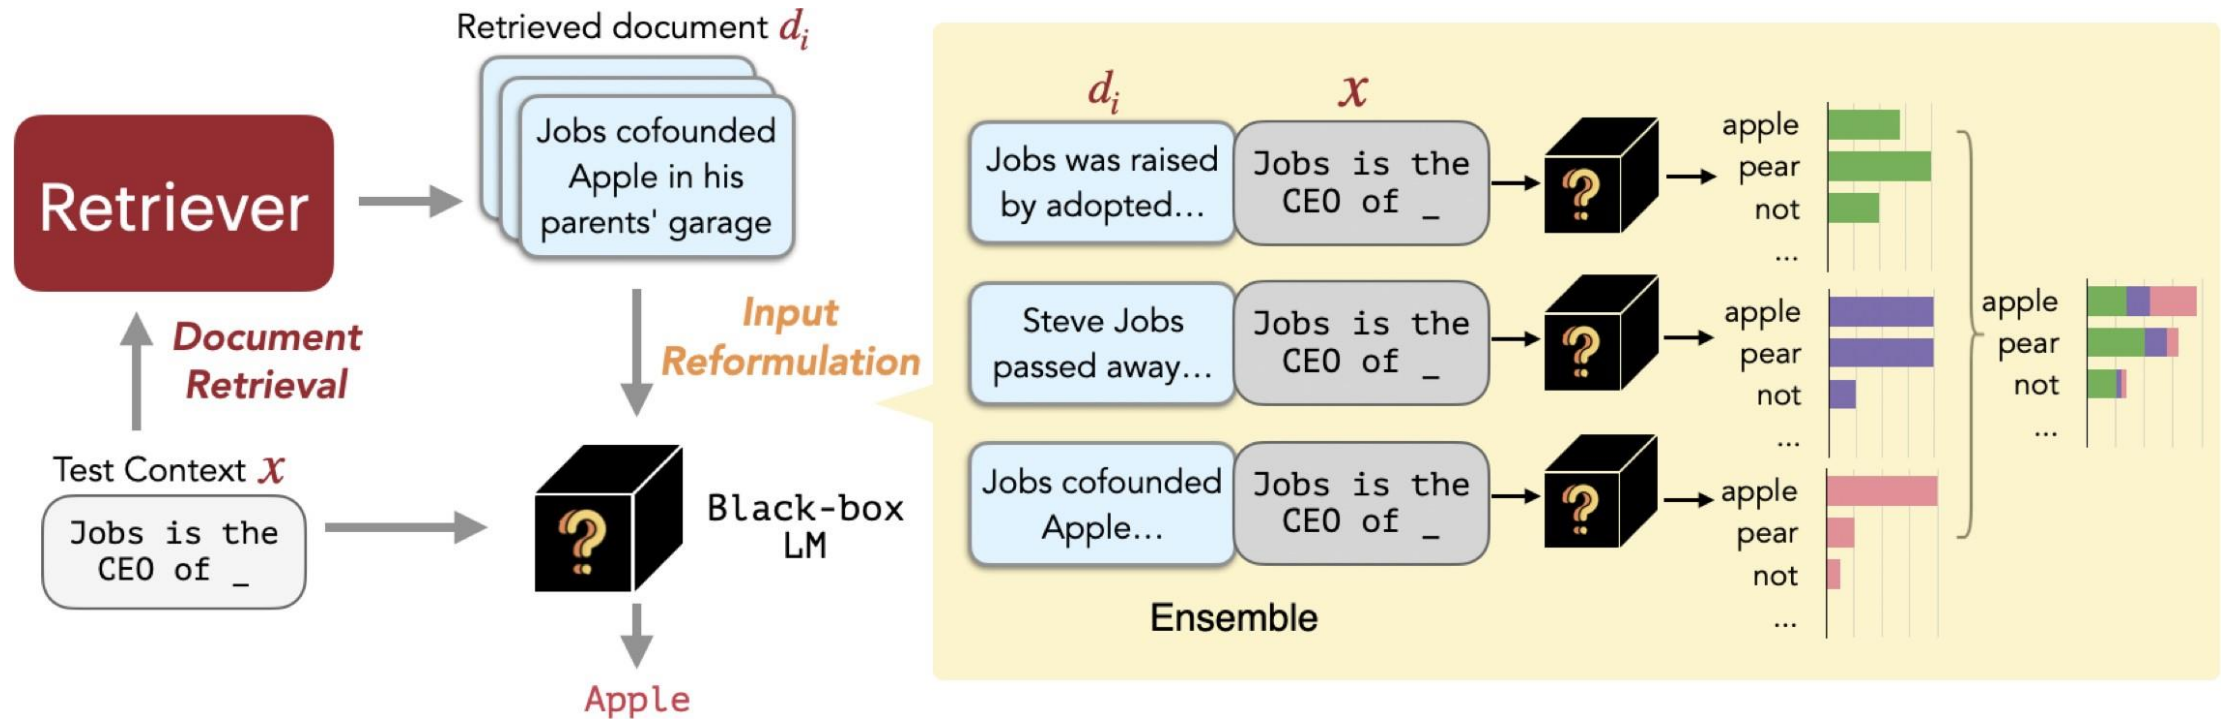 Retrieved document di
Retriever
Jobs cofounded
Apple in his
parents' garage
Document
Retrieval
Input
Reformulation
Test Context x
Jobs is the
CEO of _
?
Black-box
LM
Apple
di
x
Jobs was raised
by adopted...
Jobs is the
CEO of _
?
apple
pear
not
...
Steve Jobs
passed away...
Jobs is the
CEO of _
?
apple
pear
not
...
Jobs cofounded
Apple...
Jobs is the
CEO of _
?
apple
pear
not
...
apple
pear
not
...
Ensemble